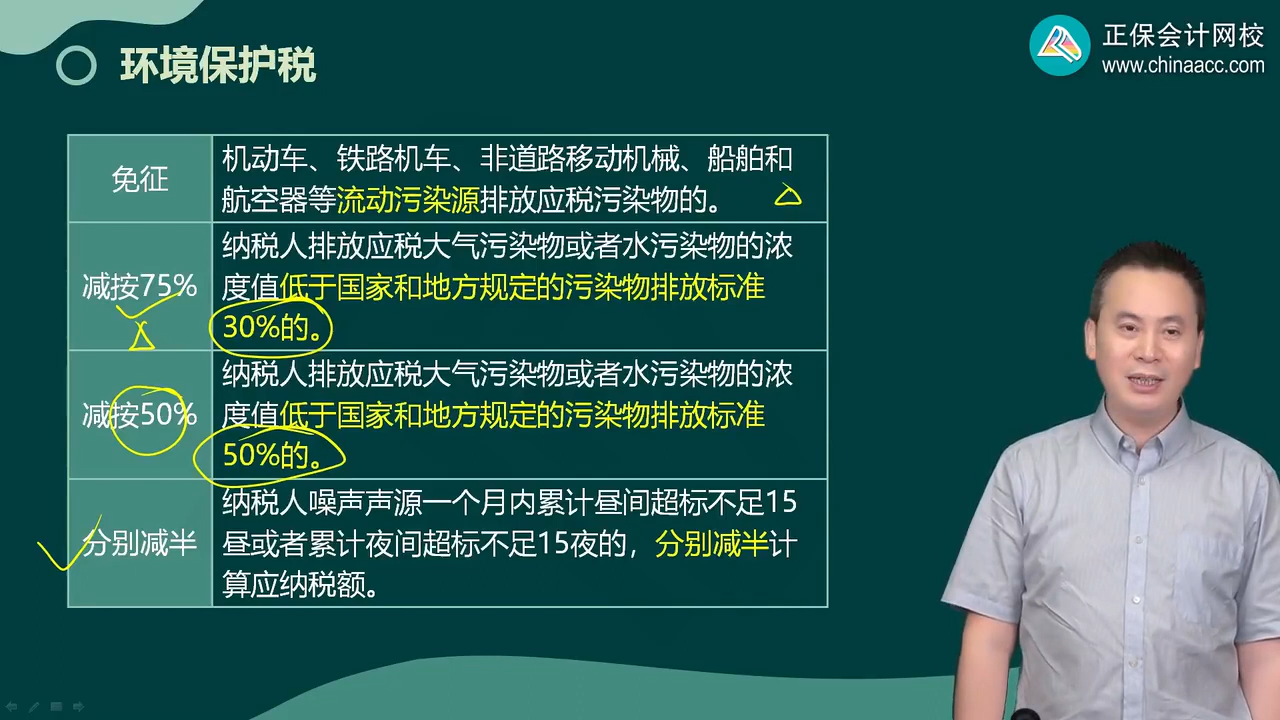 环境保护税
正保会计网校
www.chinaacc.com
免征
机动车、铁路机车、非道路移动机械、船舶和
航空器等流动污染源排放应税污染物的。
减按75%
纳税人排放应税大气污染物或者水污染物的浓
度值低于国家和地方规定的污染物排放标准
30%的。
减按50%
纳税人排放应税大气污染物或者水污染物的浓
度值低于国家和地方规定的污染物排放标准
50%的。
分别减半
纳税人噪声声源一个月内累计昼间超标不足15
昼或者累计夜间超标不足15夜的，分别减半计
算应纳税额。